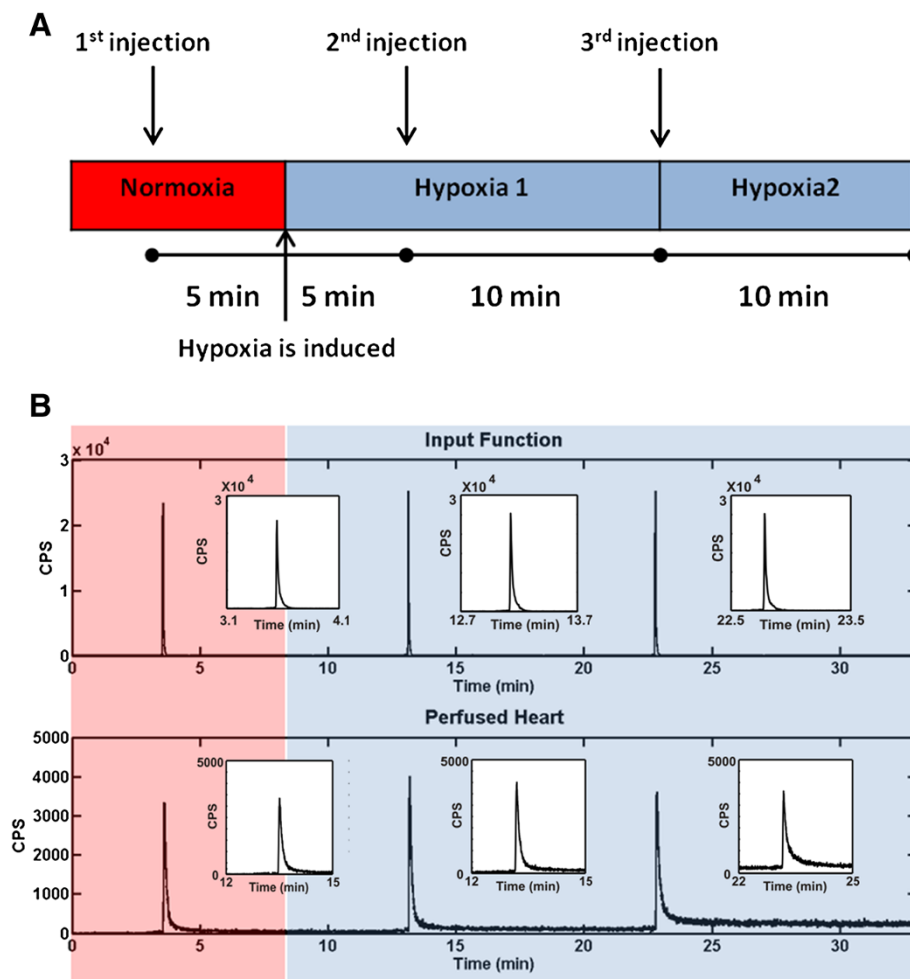 A
1st injection 2nd injection 3rd injection
Normoxia Hypoxia 1 Hypoxia2
5 min 5 min 10 min 10 min
Hypoxia is induced
B
Input Function
x 10^4
3
2
1
0
CPS
0 5 10 15 20 25 30
Time (min)
X10^4
3
CPS
0
3.1 Time (min) 4.1
X10^4
3
CPS
0
12.7 Time (min) 13.7
X10^4
3
CPS
0
22.5 Time (min) 23.5
Perfused Heart
5000
4000
3000
2000
1000
0
CPS
0 5 10 15 20 25 30
Time (min)
5000
CPS
0
12 Time (min) 15
5000
CPS
0
12 Time (min) 15
5000
CPS
0
22 Time (min) 25